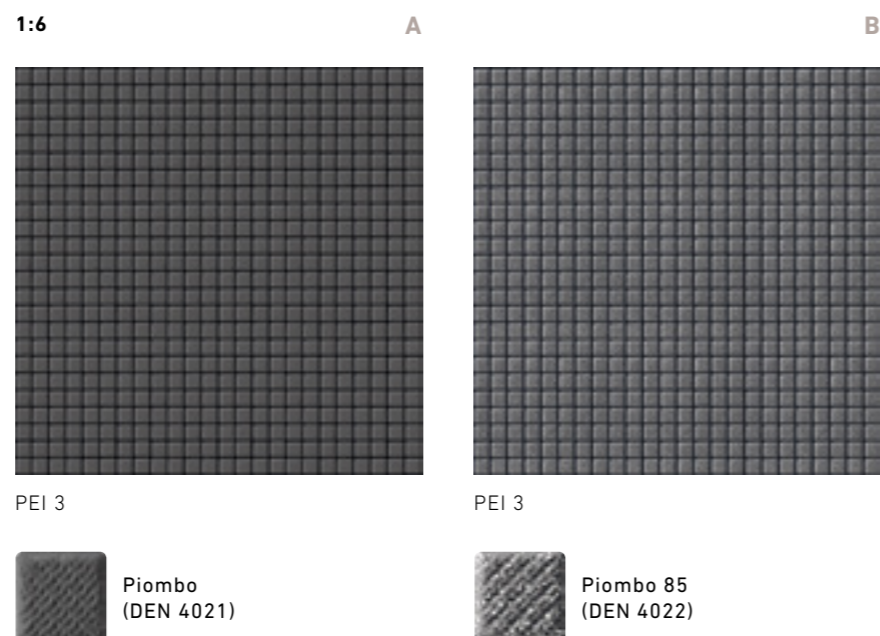 1:6
A
B
PEI 3
PEI 3
Piombo
(DEN 4021)
Piombo 85
(DEN 4022)